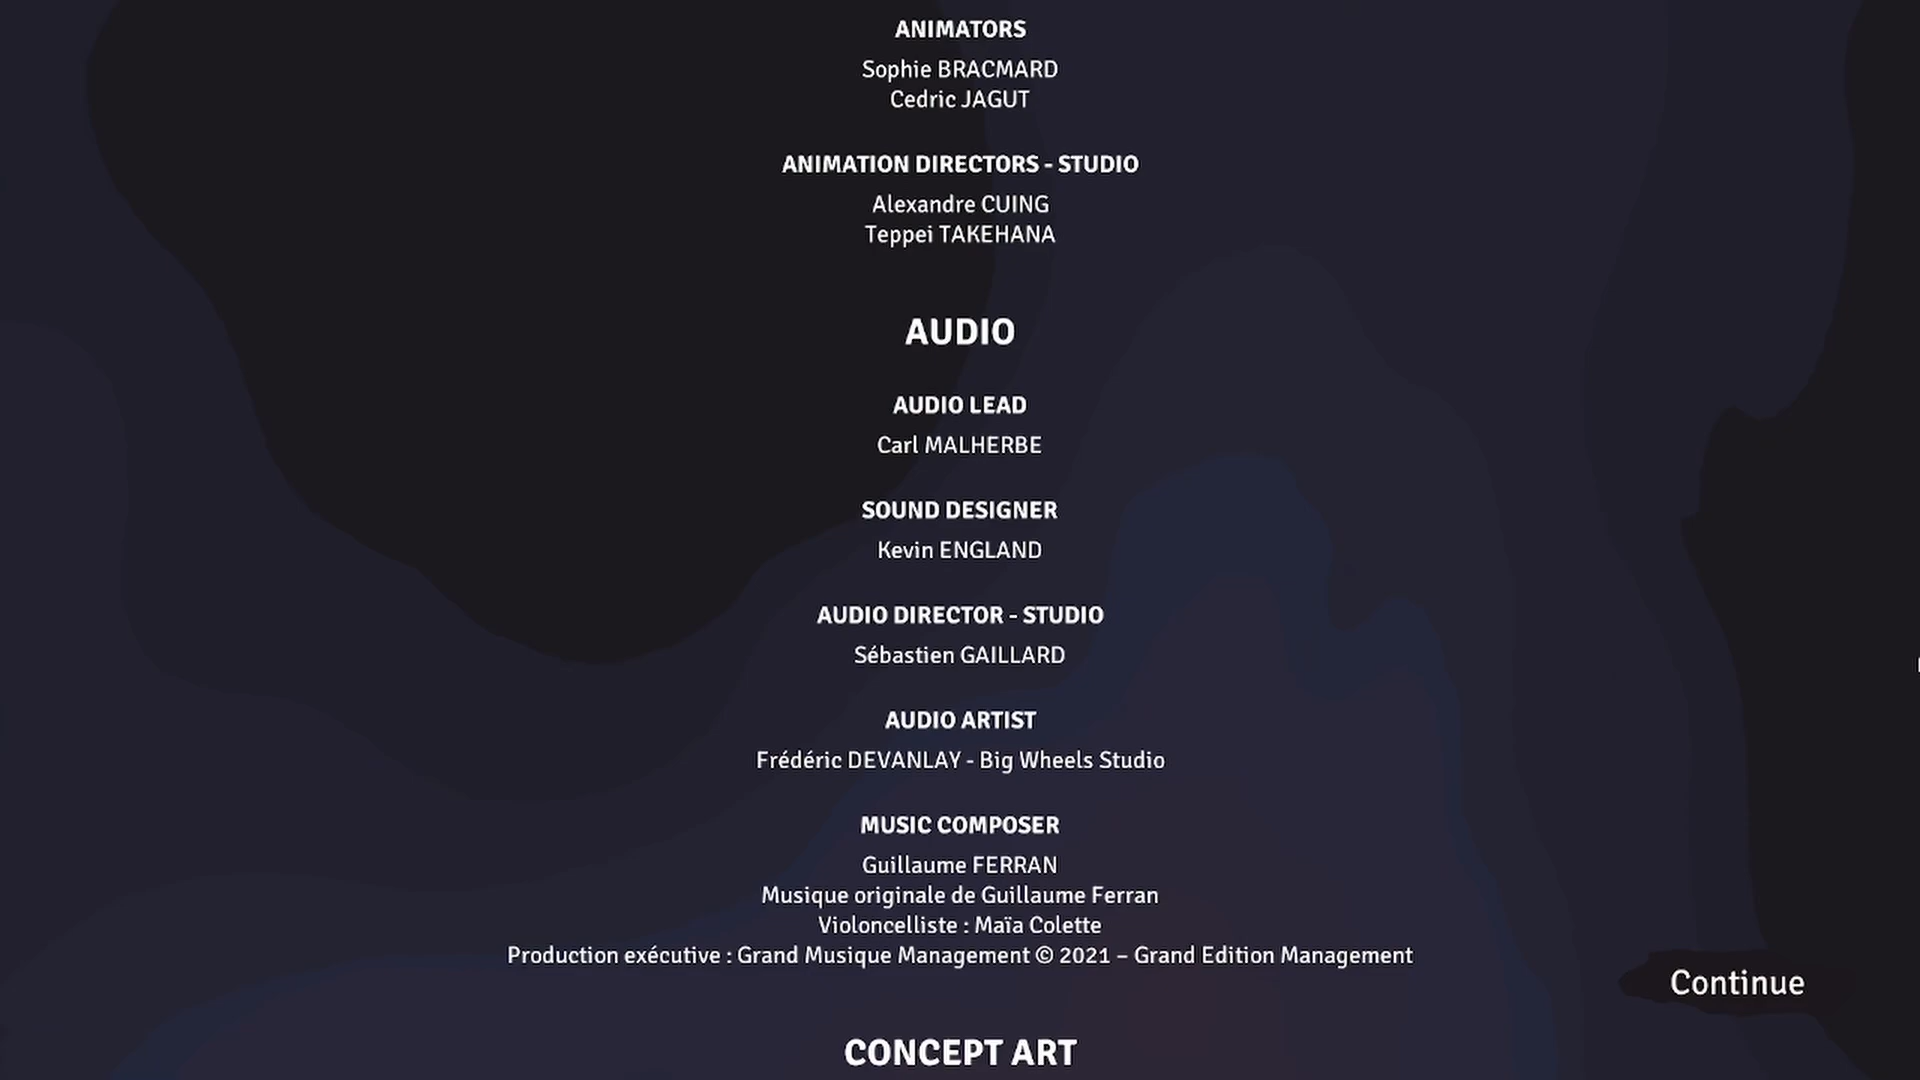 ANIMATORS
Sophie BRACMARD
Cedric JAGUT
ANIMATION DIRECTORS - STUDIO
Alexandre CUING
Teppei TAKEHANA
AUDIO
AUDIO LEAD
Carl MALHERBE
SOUND DESIGNER
Kevin ENGLAND
AUDIO DIRECTOR - STUDIO
Sébastien GAILLARD
AUDIO ARTIST
Frédéric DEVANLAY - Big Wheels Studio
MUSIC COMPOSER
Guillaume FERRAN
Musique originale de Guillaume Ferran
Violoncelliste : Maïa Colette
Production exécutive : Grand Musique Management © 2021 – Grand Edition Management
Continue
CONCEPT ART